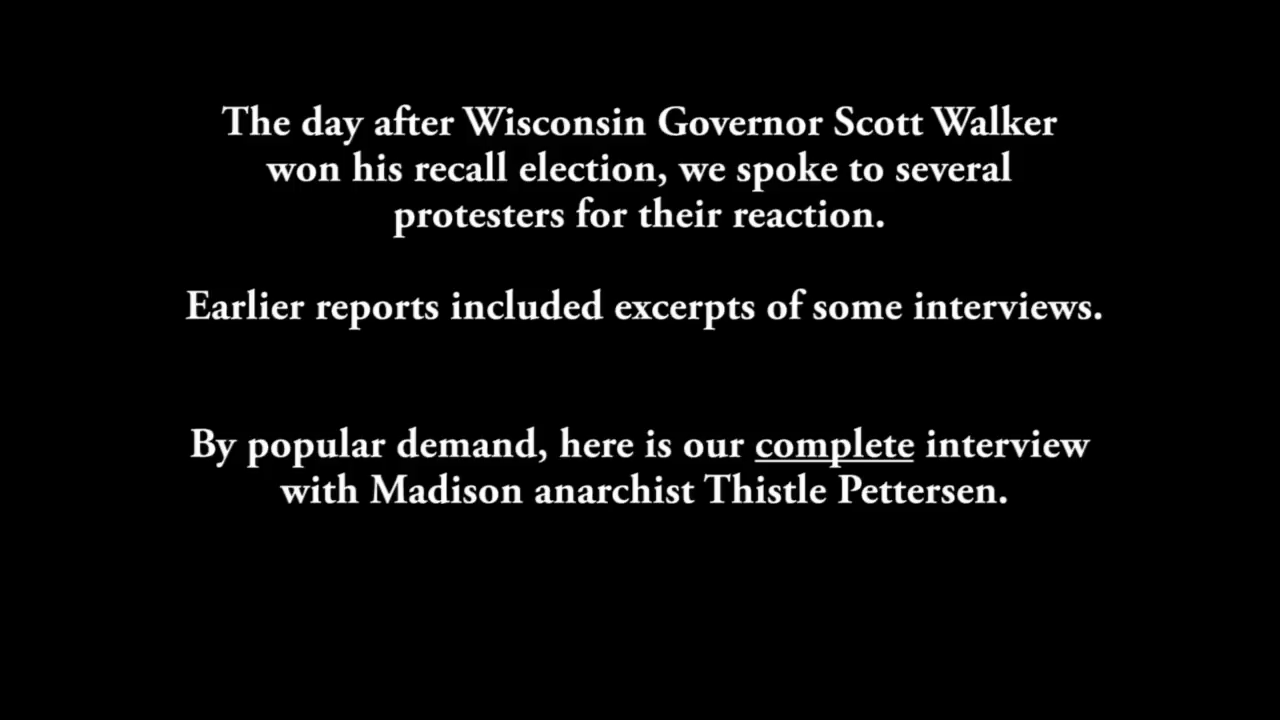 The day after Wisconsin Governor Scott Walker
won his recall election, we spoke to several
protesters for their reaction.
Earlier reports included excerpts of some interviews.
By popular demand, here is our complete interview
with Madison anarchist Thistle Pettersen.